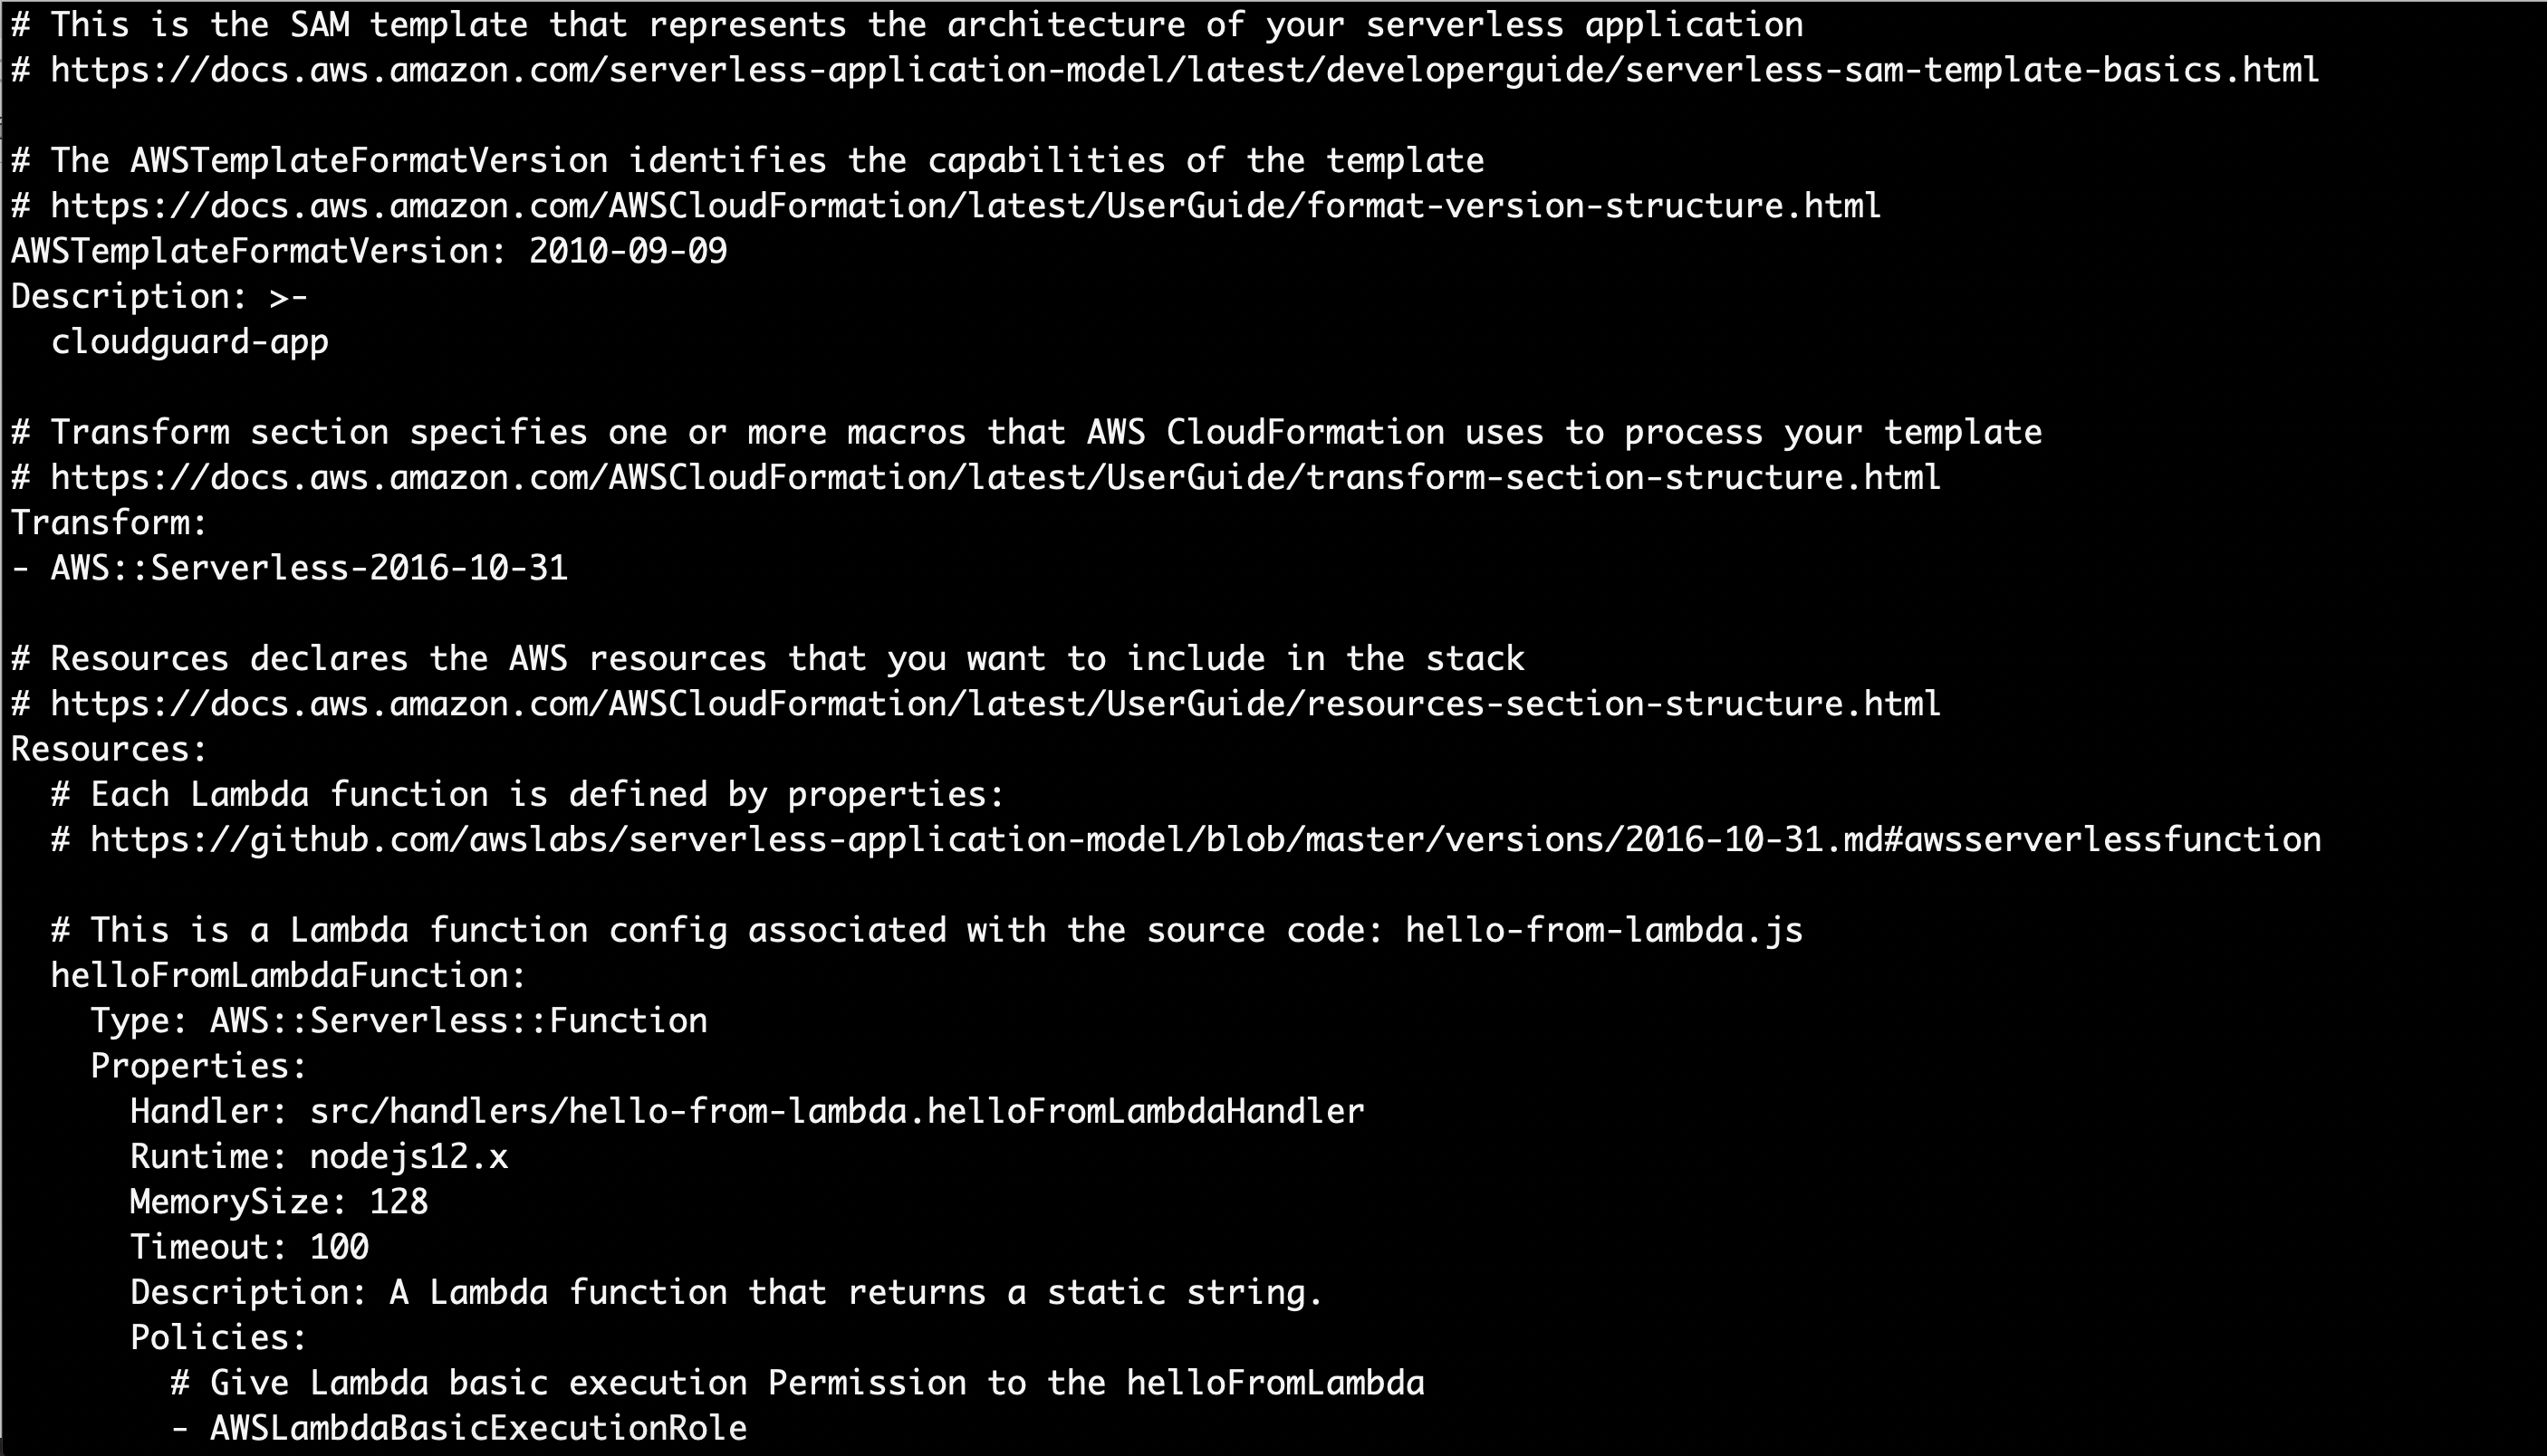 # This is the SAM template that represents the architecture of your serverless application
# https://docs.aws.amazon.com/serverless-application-model/latest/developerguide/serverless-sam-template-basics.html

# The AWSTemplateFormatVersion identifies the capabilities of the template
# https://docs.aws.amazon.com/AWSCloudFormation/latest/UserGuide/format-version-structure.html
AWSTemplateFormatVersion: 2010-09-09
Description: >-
  cloudguard-app

# Transform section specifies one or more macros that AWS CloudFormation uses to process your template
# https://docs.aws.amazon.com/AWSCloudFormation/latest/UserGuide/transform-section-structure.html
Transform:
- AWS::Serverless-2016-10-31

# Resources declares the AWS resources that you want to include in the stack
# https://docs.aws.amazon.com/AWSCloudFormation/latest/UserGuide/resources-section-structure.html
Resources:
  # Each Lambda function is defined by properties:
  # https://github.com/awslabs/serverless-application-model/blob/master/versions/2016-10-31.md#awsserverlessfunction

  # This is a Lambda function config associated with the source code: hello-from-lambda.js
  helloFromLambdaFunction:
    Type: AWS::Serverless::Function
    Properties:
      Handler: src/handlers/hello-from-lambda.helloFromLambdaHandler
      Runtime: nodejs12.x
      MemorySize: 128
      Timeout: 100
      Description: A Lambda function that returns a static string.
      Policies:
        # Give Lambda basic execution Permission to the helloFromLambda
        - AWSLambdaBasicExecutionRole